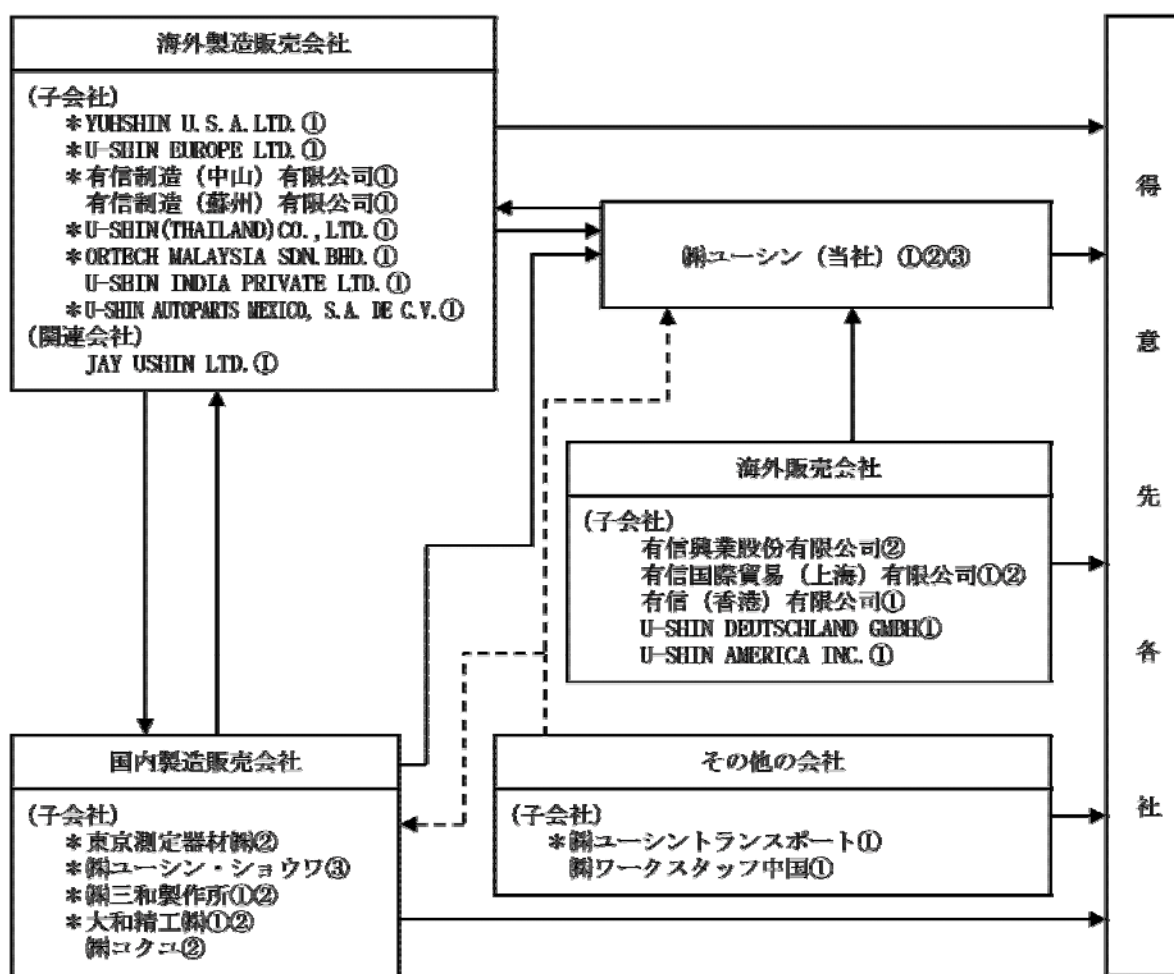 海外製造販売会社
(子会社)
＊YUHSHIN U.S.A.LTD.①
＊U-SHIN EUROPE LTD.①
＊有信制造（中山）有限公司①
有信制造（蘇州）有限公司①
＊U-SHIN(THAILAND)CO.,LTD.①
＊ORTECH MALAYSIA SDN.BHD.①
U-SHIN INDIA PRIVATE LTD.①
＊U-SHIN AUTOPARTS MEXICO, S.A. DE C.V.①
(関連会社)
JAY USHIN LTD.①
㈱ユーシン（当社）①②③
海外販売会社
(子会社)
有信興業股份有限公司②
有信国際貿易（上海）有限公司①②
有信（香港）有限公司①
U-SHIN DEUTSCHLAND GMBH①
U-SHIN AMERICA INC.①
国内製造販売会社
(子会社)
＊東京測定器材㈱②
＊㈱ユーシン・ショウワ③
＊㈱三和製作所①②
＊大和精工㈱①②
㈱コクユ②
その他の会社
(子会社)
＊㈱ユーシントランスポート①
㈱ワークスタッフ中国①
得意先各社